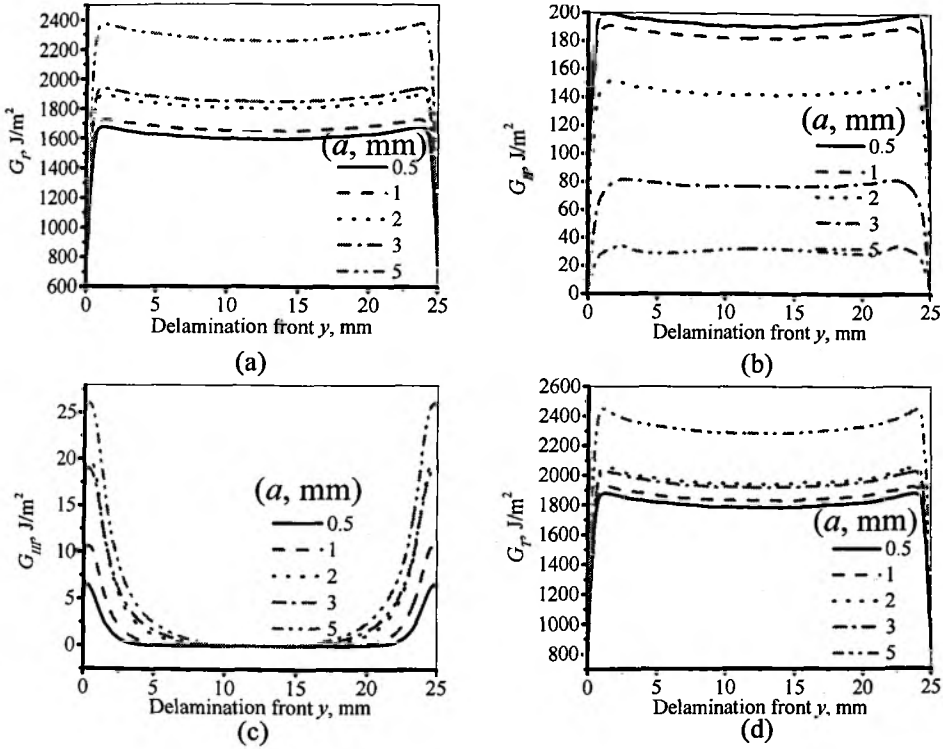 2400
2200
2000
1800
1600
1400
1200
1000
800
600
0 5 10 15 20 25
G_I, J/m²
(a, mm)
0.5
1
2
3
5
Delamination front y, mm
(a)
200
180
160
140
120
100
80
60
40
20
0
0 5 10 15 20 25
G_II, J/m²
(a, mm)
0.5
1
2
3
5
Delamination front y, mm
(b)
25
20
15
10
5
0
0 5 10 15 20 25
G_III, J/m²
(a, mm)
0.5
1
2
3
5
Delamination front y, mm
(c)
2600
2400
2200
2000
1800
1600
1400
1200
1000
800
0 5 10 15 20 25
G_T, J/m²
(a, mm)
0.5
1
2
3
5
Delamination front y, mm
(d)